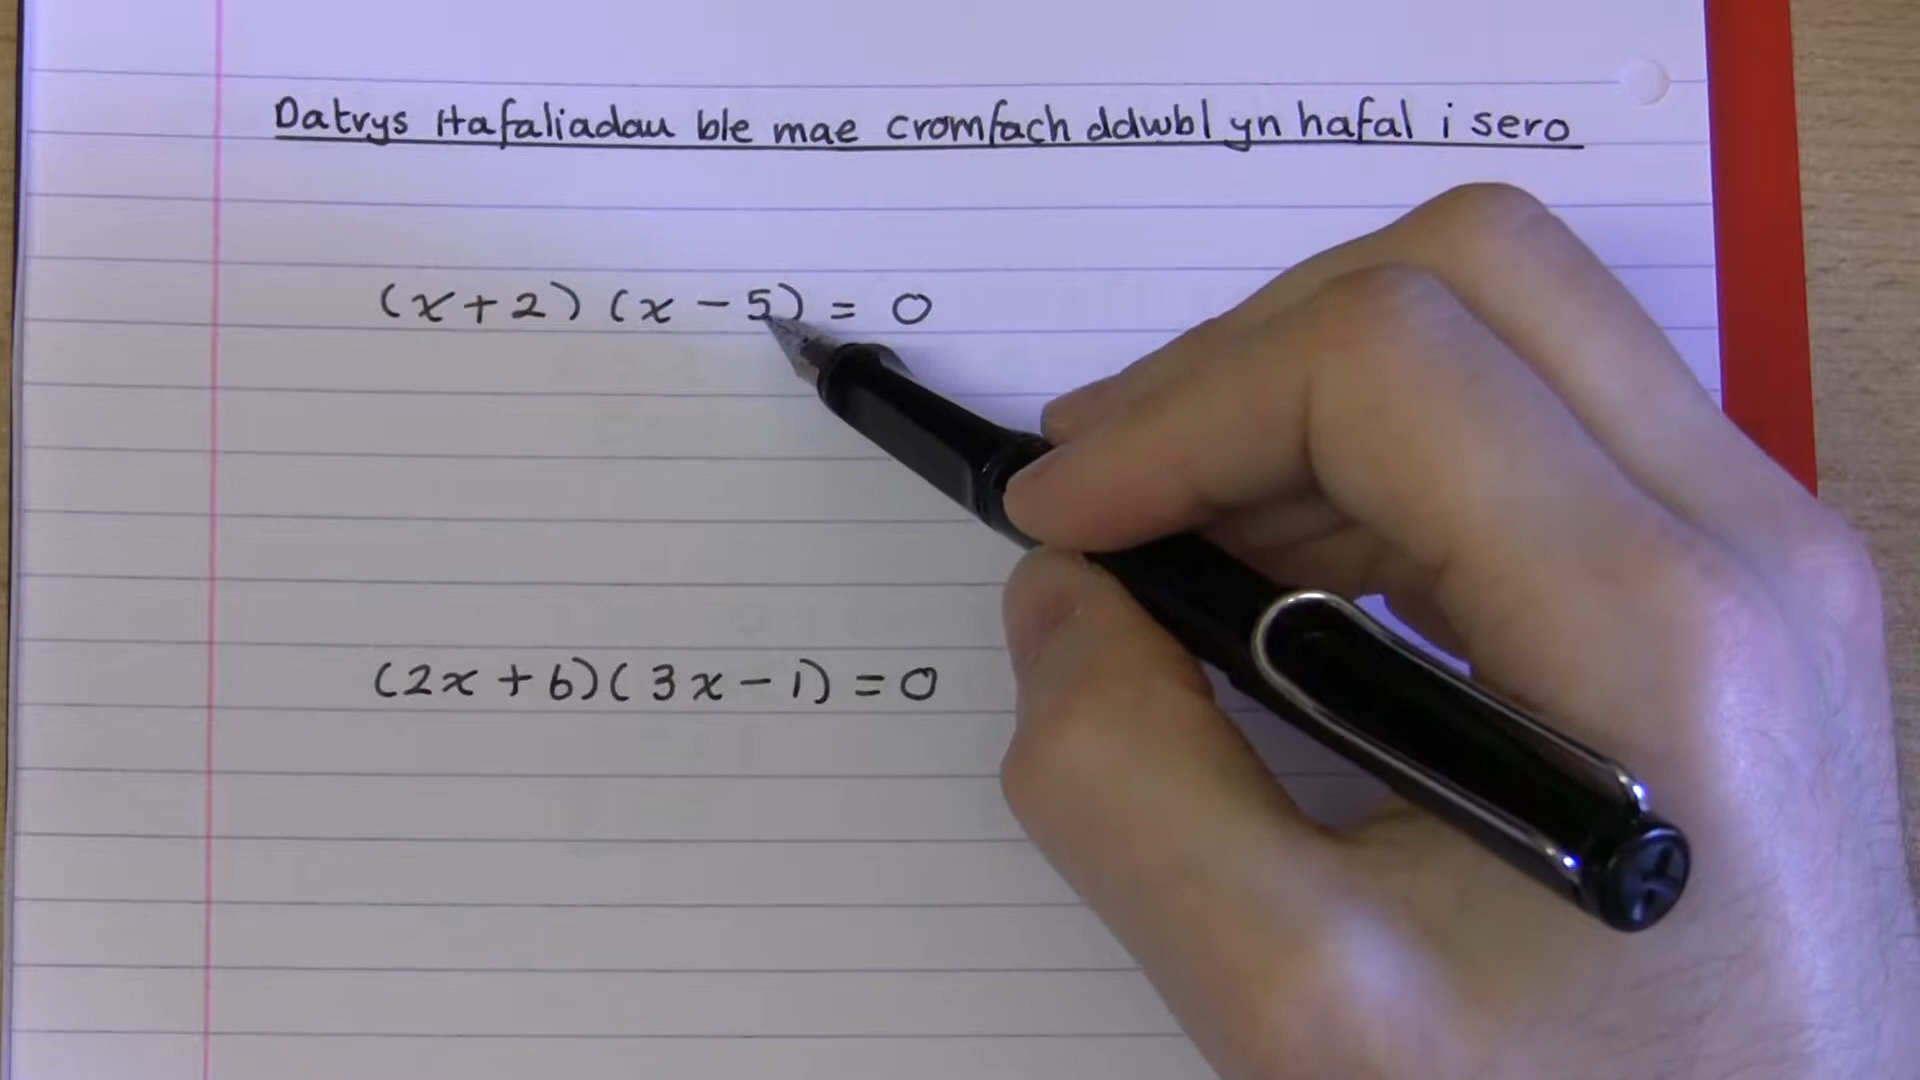 Datrys Hafaliadau ble mae cromfach ddwbl yn hafal i sero
(x+2) (x - 5) = 0
(2x + 6)(3x - 1) = 0